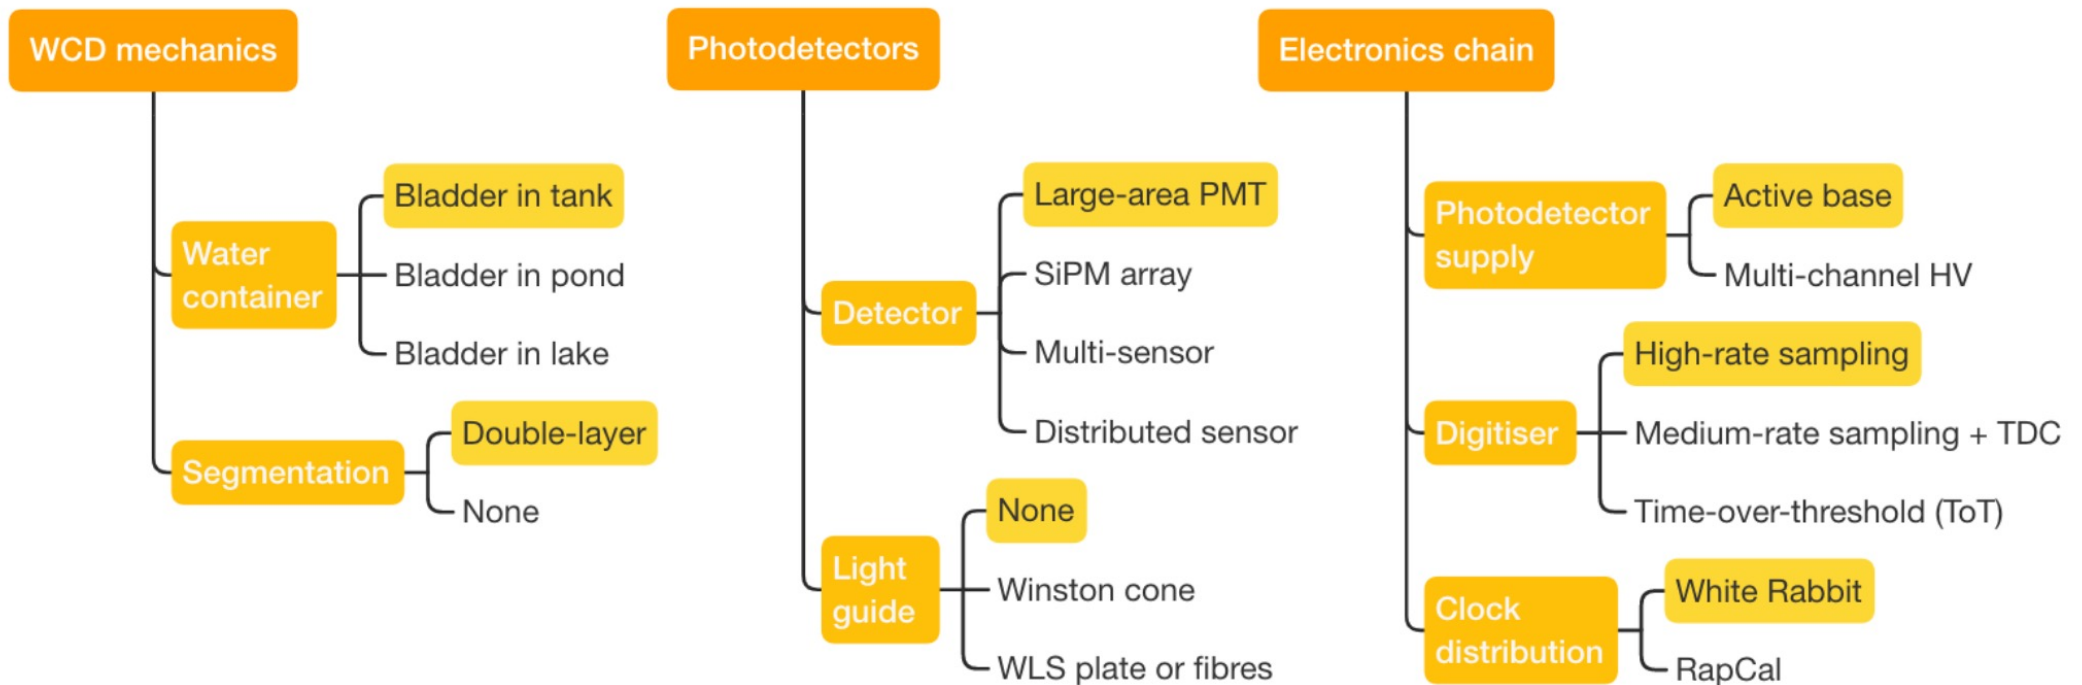 WCD mechanics
Water
container
Bladder in tank
Bladder in pond
Bladder in lake
Segmentation
Double-layer
None
Photodetectors
Detector
Large-area PMT
SiPM array
Multi-sensor
Distributed sensor
Light
guide
None
Winston cone
WLS plate or fibres
Electronics chain
Photodetector
supply
Active base
Multi-channel HV
Digitiser
High-rate sampling
Medium-rate sampling + TDC
Time-over-threshold (ToT)
Clock
distribution
White Rabbit
RapCal